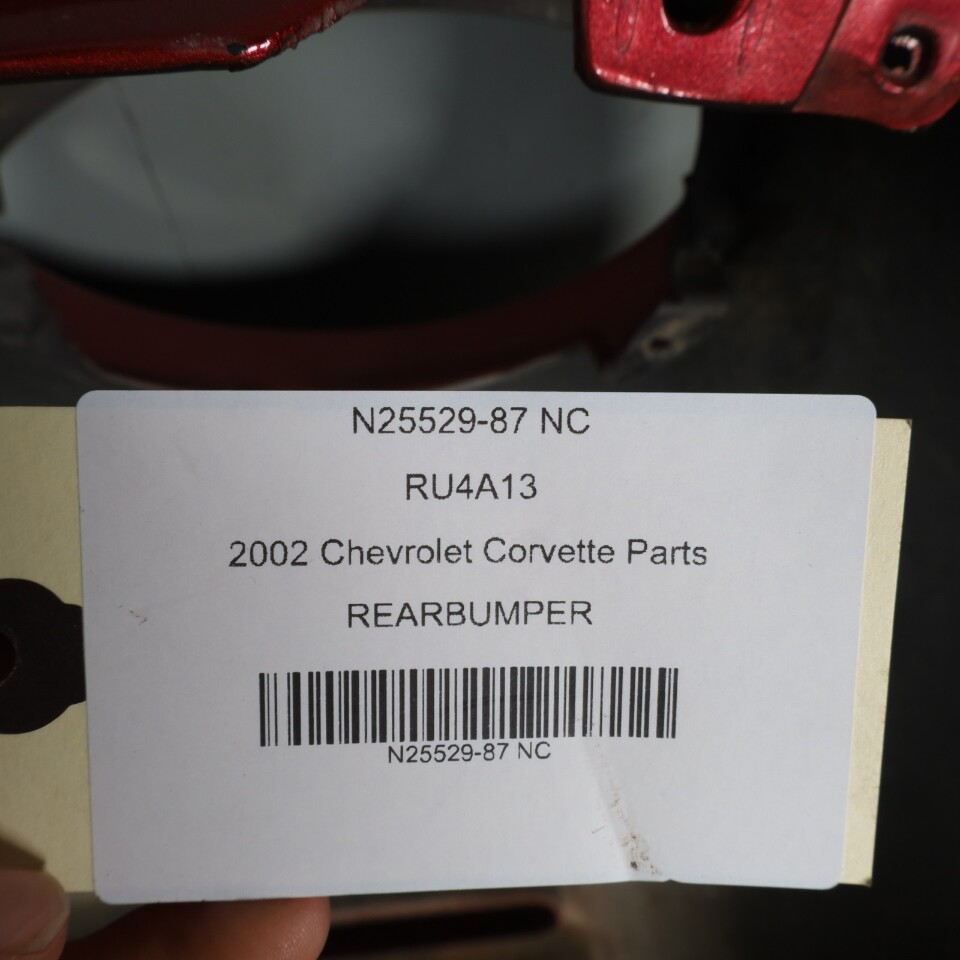 N25529-87 NC
RU4A13
2002 Chevrolet Corvette Parts
REARBUMPER
N25529-87 NC